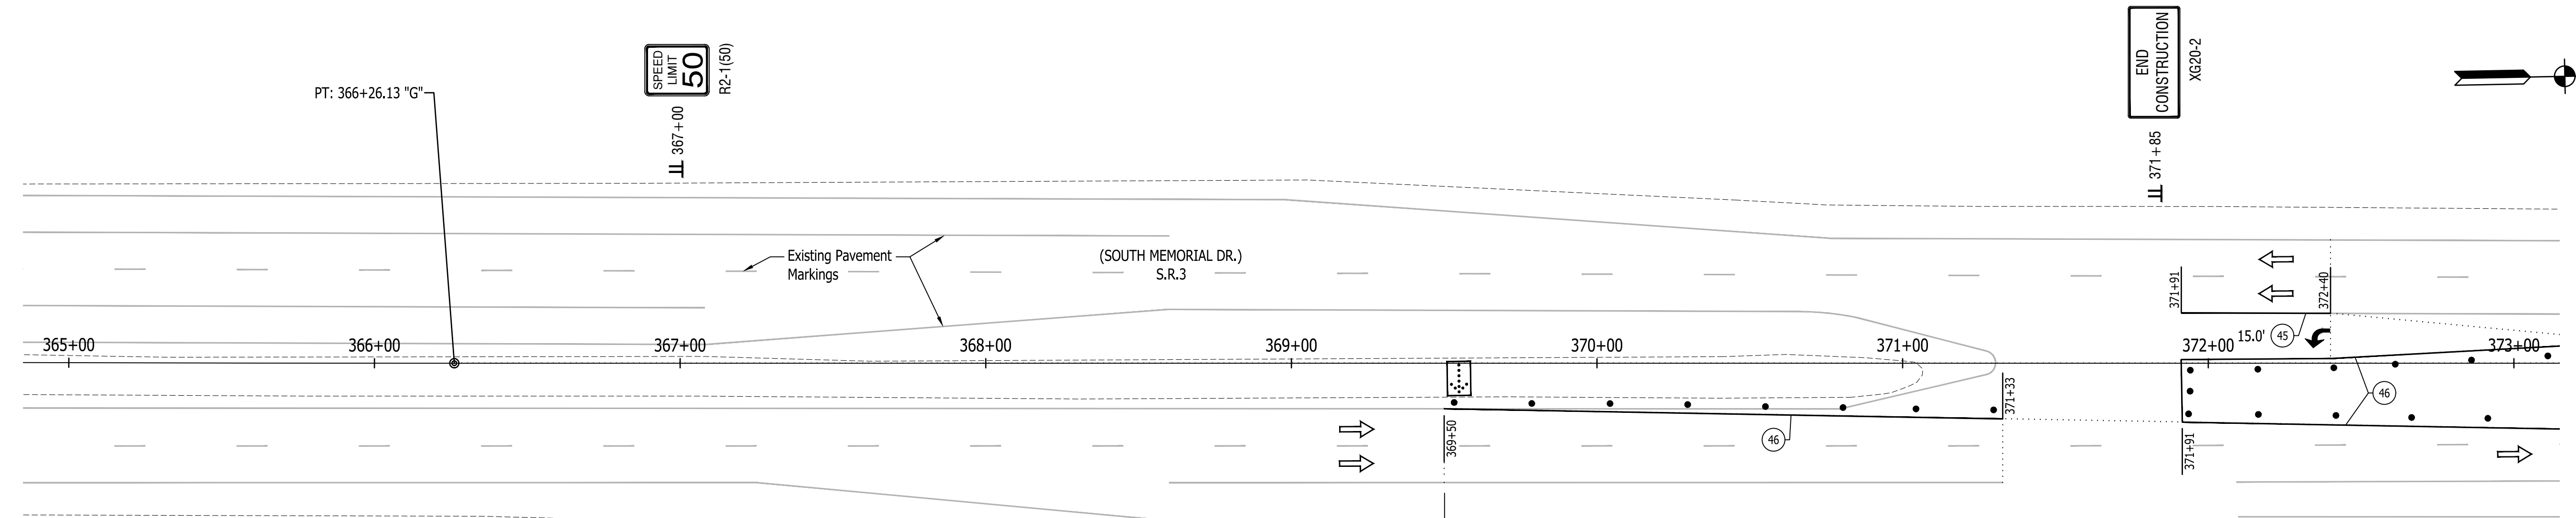 SPEED
LIMIT
50
R2-1(50)
367+00
PT: 366+26.13 "G"
END
CONSTRUCTION
XG20-2
371+85
Existing Pavement
Markings
(SOUTH MEMORIAL DR.)
S.R.3
371+91
372+40
15.0'
45
365+00
366+00
367+00
368+00
369+00
370+00
371+00
372+00
373+00
371+33
46
369+50
46
371+91